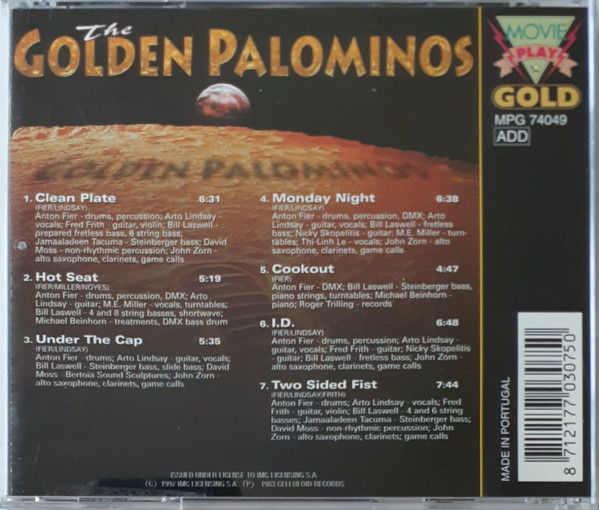 The
GOLDEN PALOMINOS
MOVIE
PLAY
GOLD
MPG 74049
ADD
GOLDEN PALOMINOS
1. Clean Plate 6:31
(FIER/LINDSAY)
Anton Fier - drums, percussion; Arto Lindsay
vocals; Fred Frith - guitar, violin; Bill Laswell -
prepared fretless bass, 6 string bass;
Jamaaladeen Tacuma - Steinberger bass; David
Moss - non-rhythmic percussion; John Zorn -
alto saxophone, clarinets, game calls
2. Hot Seat 5:19
(FIER/MILLER/NOYES)
Anton Fier - drums, percussion, DMX; Arto
Lindsay - guitar; M.E. Miller - vocals, turntables;
Bill Laswell - 4 and 8 string basses, shortwave;
Michael Beinhorn - treatments, DMX bass drum
3. Under The Cap 5:35
(FIER/LINDSAY)
Anton Fier - drums; Arto Lindsay - guitar, vocals;
Bill Laswell - Steinberger bass, slide bass; David
Moss - Bertoia Sound Sculptures; John Zorn -
alto saxophone, clarinets, game calls
4. Monday Night 6:38
(FIER/LINDSAY)
Anton Fier - drums, percussion, DMX; Arto
Lindsay - guitar, vocals; Bill Laswell - fretless
bass; Nicky Skopelitis - guitar; M.E. Miller - turn-
tables; Thi-Linh Le - vocals; John Zorn - alto
saxophone, clarinets, game calls
5. Cookout 4:47
(FIER)
Anton Fier - drums; Bill Laswell - Steinberger bass,
piano strings, turntables; Michael Beinhorn -
piano; Roger Trilling - records
6. I.D. 6:48
(FIER/LINDSAY)
Anton Fier - drums, percussion; Arto Lindsay -
vocals; Fred Frith - guitar; Nicky Skopelitis
- guitar; Bill Laswell - fretless bass; John Zorn -
alto saxophone, clarinets, game calls
7. Two Sided Fist 7:44
(FIER/LINDSAY/FRITH)
Anton Fier - drums; Arto Lindsay - vocals; Fred
Frith - guitar, violin; Bill Laswell - 4 and 6 string
basses; Jamaaladeen Tacuma - Steinberger bass;
David Moss - non-rhythmic percussion; John
Zorn - alto saxophone, clarinets; game calls
MADE IN PORTUGAL
8 712177 030750
ISSUED UNDER LICENSE TO IMC LICENSING S.A.
(C) 1997 IMC LICENSING S.A. (P) 1983 CELLULOID RECORDS